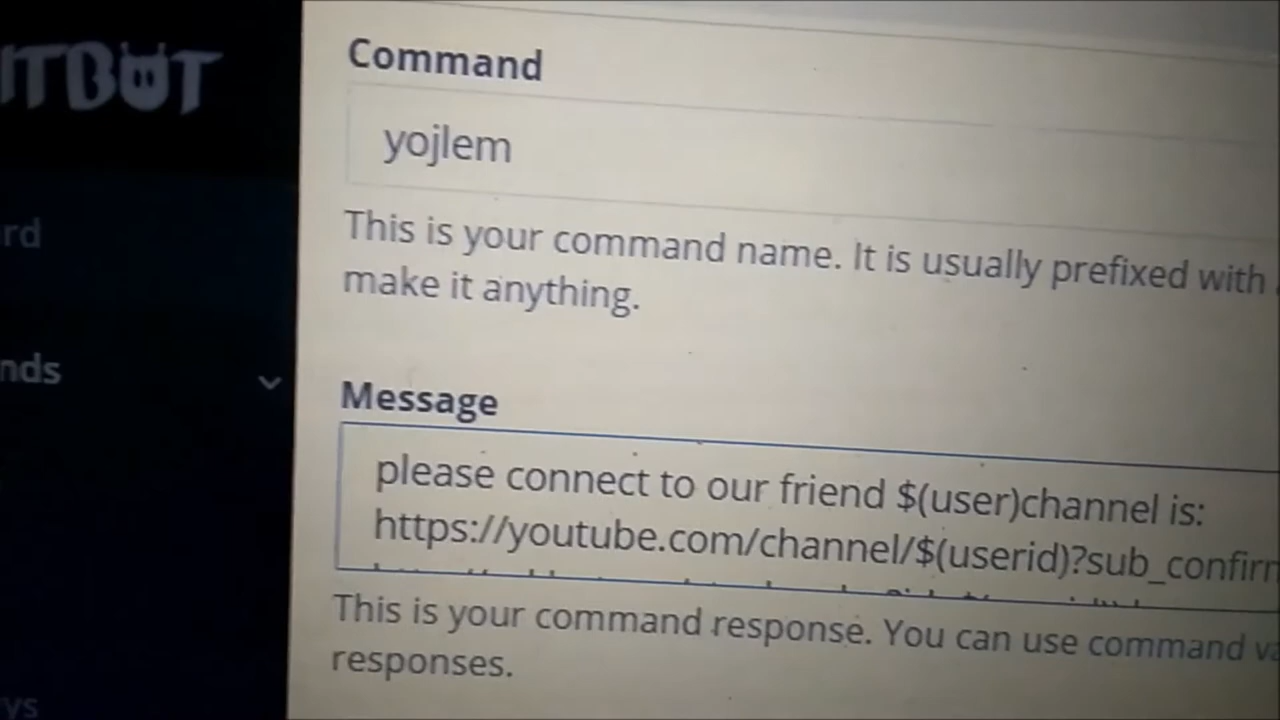 ITBOT
rd
nds
ys
Command
yojlem
This is your command name. It is usually prefixed with
make it anything.
Message
please connect to our friend $(user)channel is:
https://youtube.com/channel/$(userid)?sub_confirm
This is your command response. You can use command va
responses.